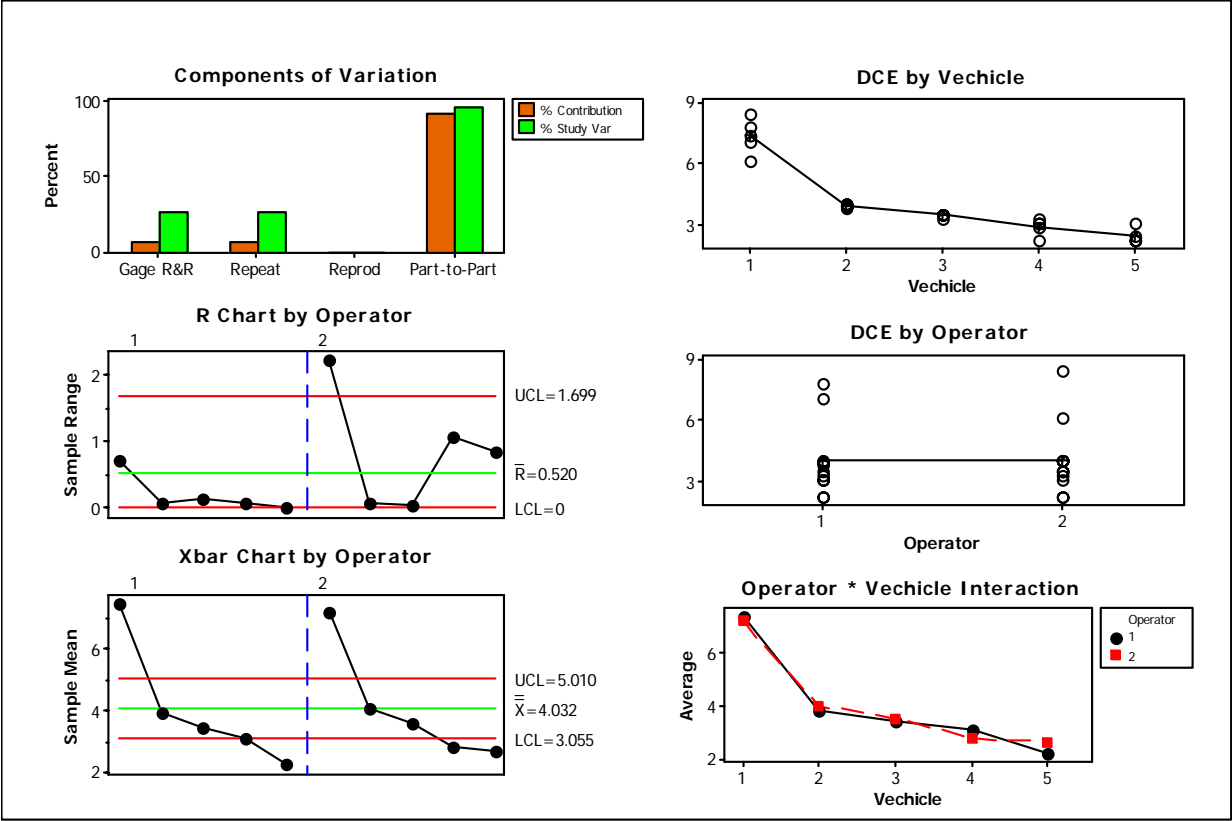 Components of Variation
Percent
100
50
0
Gage R&R Repeat Reprod Part-to-Part
% Contribution
% Study Var
DCE by Vechicle
9
6
3
1 2 3 4 5
Vechicle
R Chart by Operator
1 2
Sample Range
2
1
0
UCL=1.699
R=0.520
LCL=0
DCE by Operator
9
6
3
1 2
Operator
Xbar Chart by Operator
1 2
Sample Mean
6
4
2
UCL=5.010
X=4.032
LCL=3.055
Operator * Vechicle Interaction
Average
6
4
2
1 2 3 4 5
Vechicle
Operator
1
2